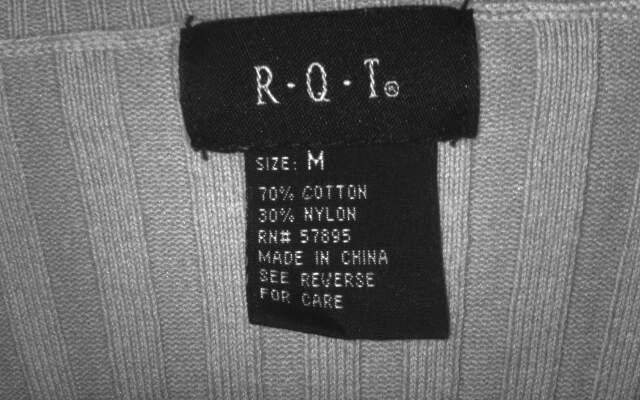 R·Q·T®
SIZE: M
70% COTTON
30% NYLON
RN# 57895
MADE IN CHINA
SEE REVERSE
FOR CARE